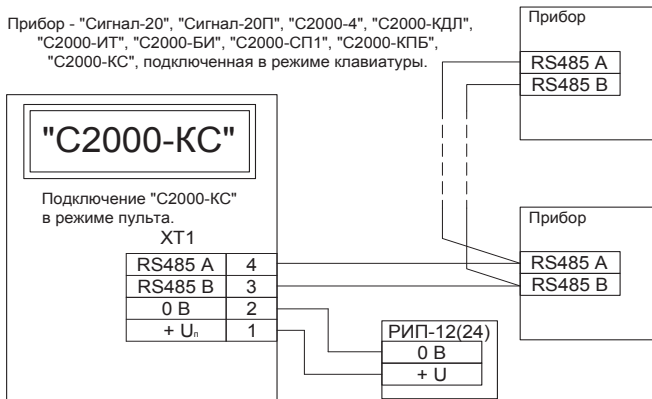 Прибор - "Сигнал-20", "Сигнал-20П", "С2000-4", "С2000-КДЛ",
"С2000-ИТ", "С2000-БИ", "С2000-СП1", "С2000-КПБ",
"С2000-КС", подключенная в режиме клавиатуры.
Прибор
RS485 A
RS485 B
"С2000-КС"
Подключение "С2000-КС"
в режиме пульта.
XT1
RS485 A 4
RS485 B 3
0 В 2
+ Uп 1
Прибор
RS485 A
RS485 B
РИП-12(24)
0 В
+ U